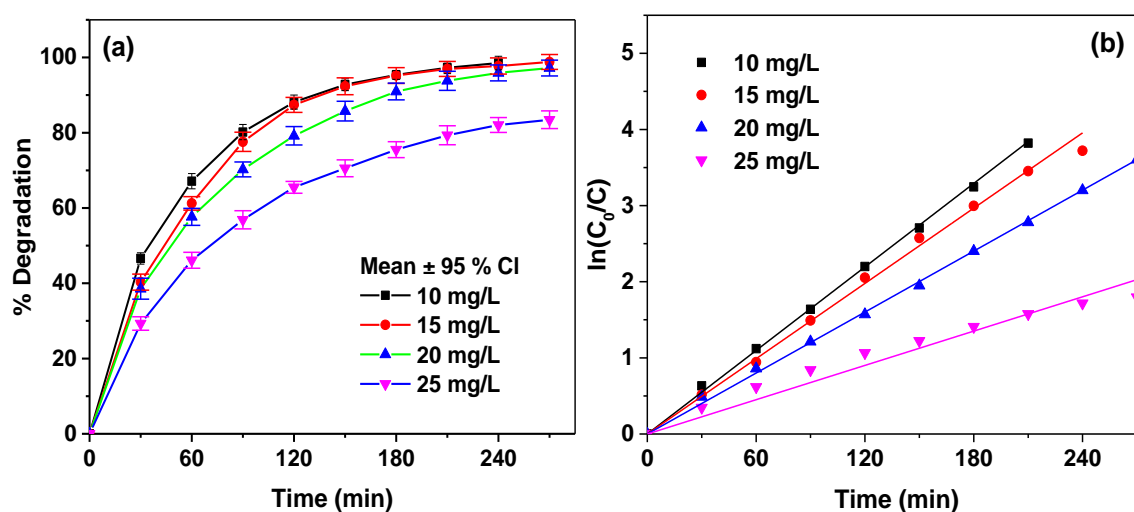 (a)
% Degradation
100
80
60
40
20
0
Mean ± 95 % CI
10 mg/L
15 mg/L
20 mg/L
25 mg/L
0 60 120 180 240
Time (min)
(b)
ln(C₀/C)
5
4
3
2
1
0
10 mg/L
15 mg/L
20 mg/L
25 mg/L
0 60 120 180 240
Time (min)